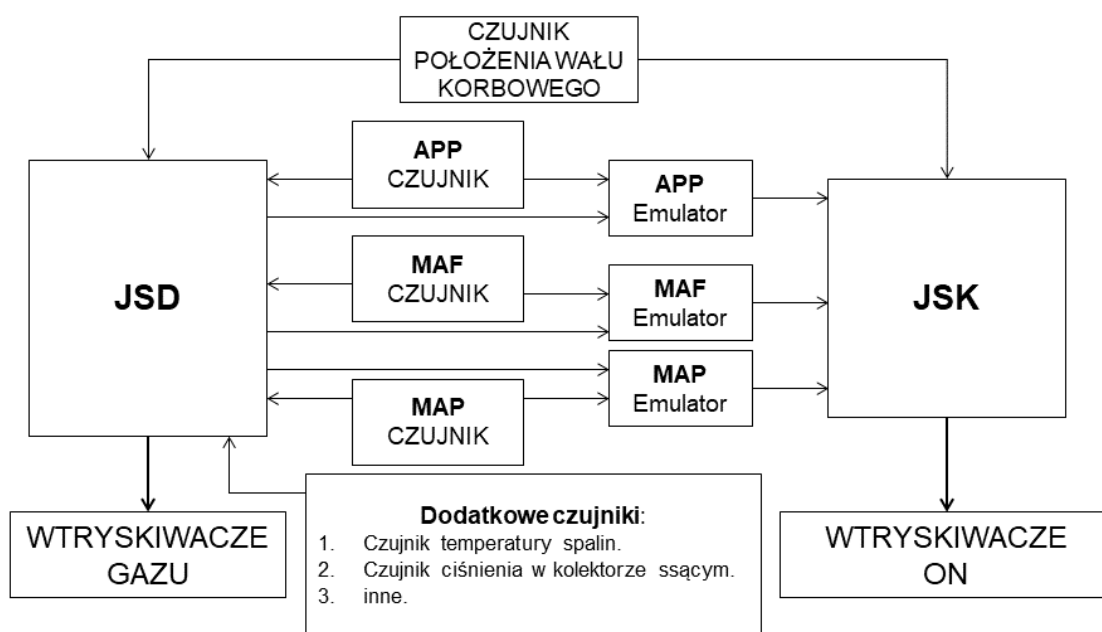 CZUJNIK
POŁOŻENIA WAŁU
KORBOWEGO
APP
CZUJNIK
APP
Emulator
JSD
MAF
CZUJNIK
MAF
Emulator
JSK
MAP
CZUJNIK
MAP
Emulator
WTRYSKIWACZE
GAZU
Dodatkowe czujniki:
1. Czujnik temperatury spalin.
2. Czujnik ciśnienia w kolektorze ssącym.
3. inne.
WTRYSKIWACZE
ON